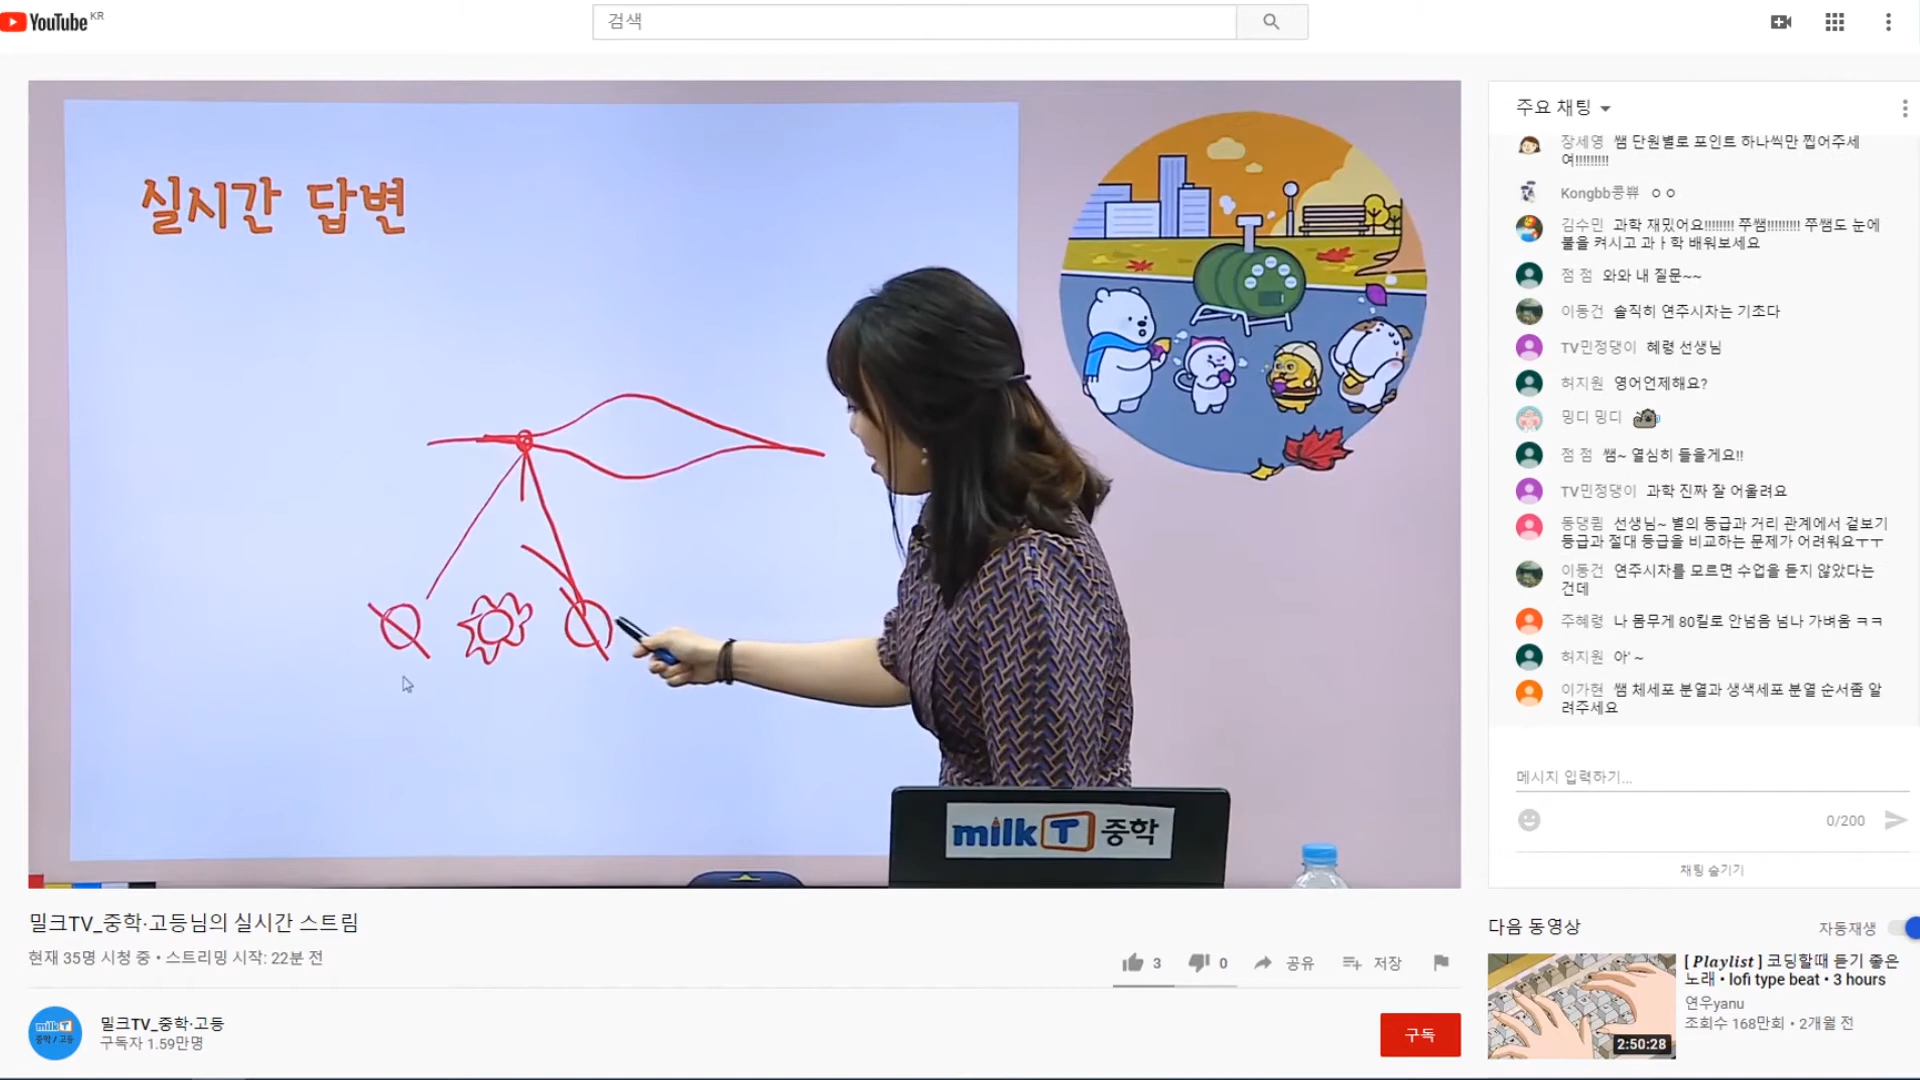 YouTube KR
검색
실시간 답변
milk T 중학
주요 채팅
장세영 쌤 단원별로 포인트 하나씩만 찝어주세
여!!!!!!!!!
Kongbb콩쀼 ㅇㅇ
김수민 과학 재밌어요!!!!!!!! 쭈쌤!!!!!!!!! 쭈쌤도 눈에
불을 켜시고 과ㅏ학 배워보세요
점 점 와와 내 질문~~
이동건 솔직히 연주시차는 기초다
TV민정댕이 혜령 선생님
허지원 영어언제해요?
밍디 밍디
점 점 쌤~ 열심히 들을게요!!
TV민정댕이 과학 진짜 잘 어울려요
동댕큄 선생님~ 별의 등급과 거리 관계에서 겉보기
등급과 절대 등급을 비교하는 문제가 어려워요ㅜㅜ
이동건 연주시차를 모르면 수업을 듣지 않았다는
건데
주혜령 나 몸무게 80킬로 안넘음 넘나 가벼움 ㅋㅋ
허지원 아' ~
이가현 쌤 체세포 분열과 생색세포 분열 순서좀 알
려주세요
메시지 입력하기...
0/200
채팅 숨기기
밀크TV_중학·고등님의 실시간 스트림
현재 35명 시청 중 • 스트리밍 시작: 22분 전
3 0 공유 저장
milk T
중학 / 고등
밀크TV_중학·고등
구독자 1.59만명
구독
다음 동영상
자동재생
[ Playlist ] 코딩할때 듣기 좋은
노래 • lofi type beat • 3 hours
연우yanu
조회수 168만회 • 2개월 전
2:50:28